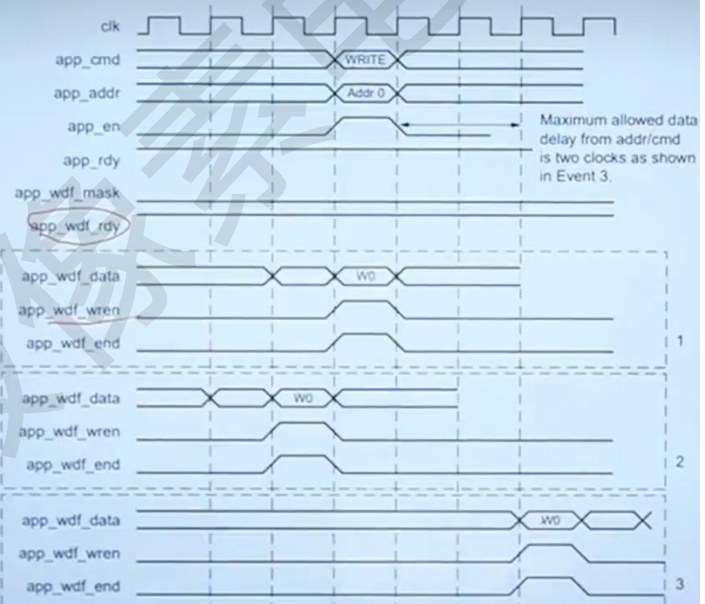 clk
app_cmd
WRITE
app_addr
Addr 0
app_en
Maximum allowed data
delay from addr/cmd
is two clocks as shown
in Event 3.
app_rdy
app_wdf_mask
app_wdf_rdy
app_wdf_data
W0
app_wdf_wren
app_wdf_end
1
app_wdf_data
W0
app_wdf_wren
app_wdf_end
2
app_wdf_data
W0
app_wdf_wren
app_wdf_end
3